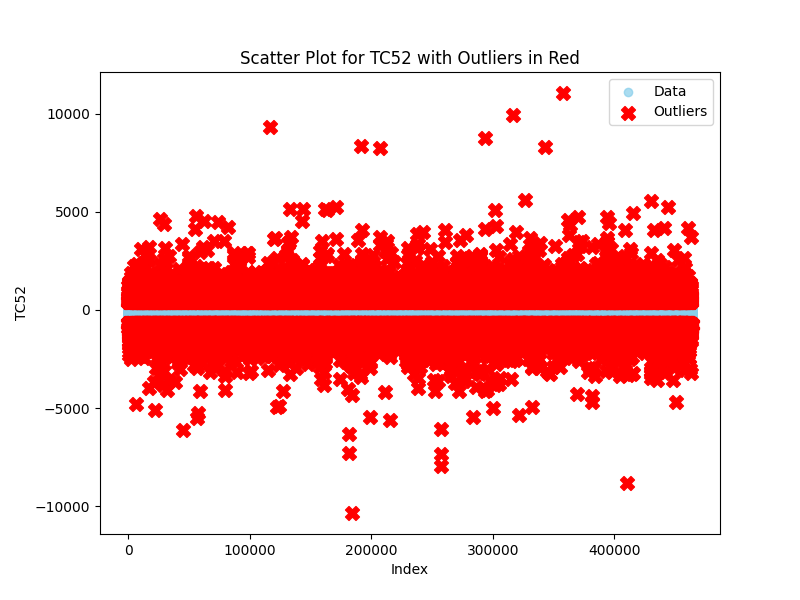 Scatter Plot for TC52 with Outliers in Red
Data
Outliers
10000
5000
0
−5000
−10000
TC52
0 100000 200000 300000 400000
Index